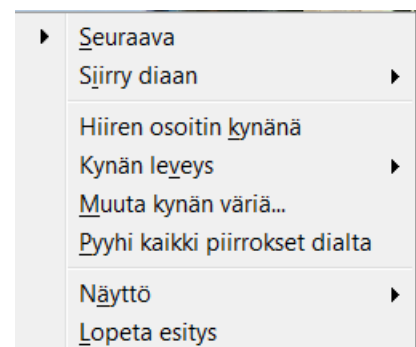 Seuraava
Siirry diaan
Hiiren osoitin kynänä
Kynän leveys
Muuta kynän väriä...
Pyyhi kaikki piirrokset dialta
Näyttö
Lopeta esitys